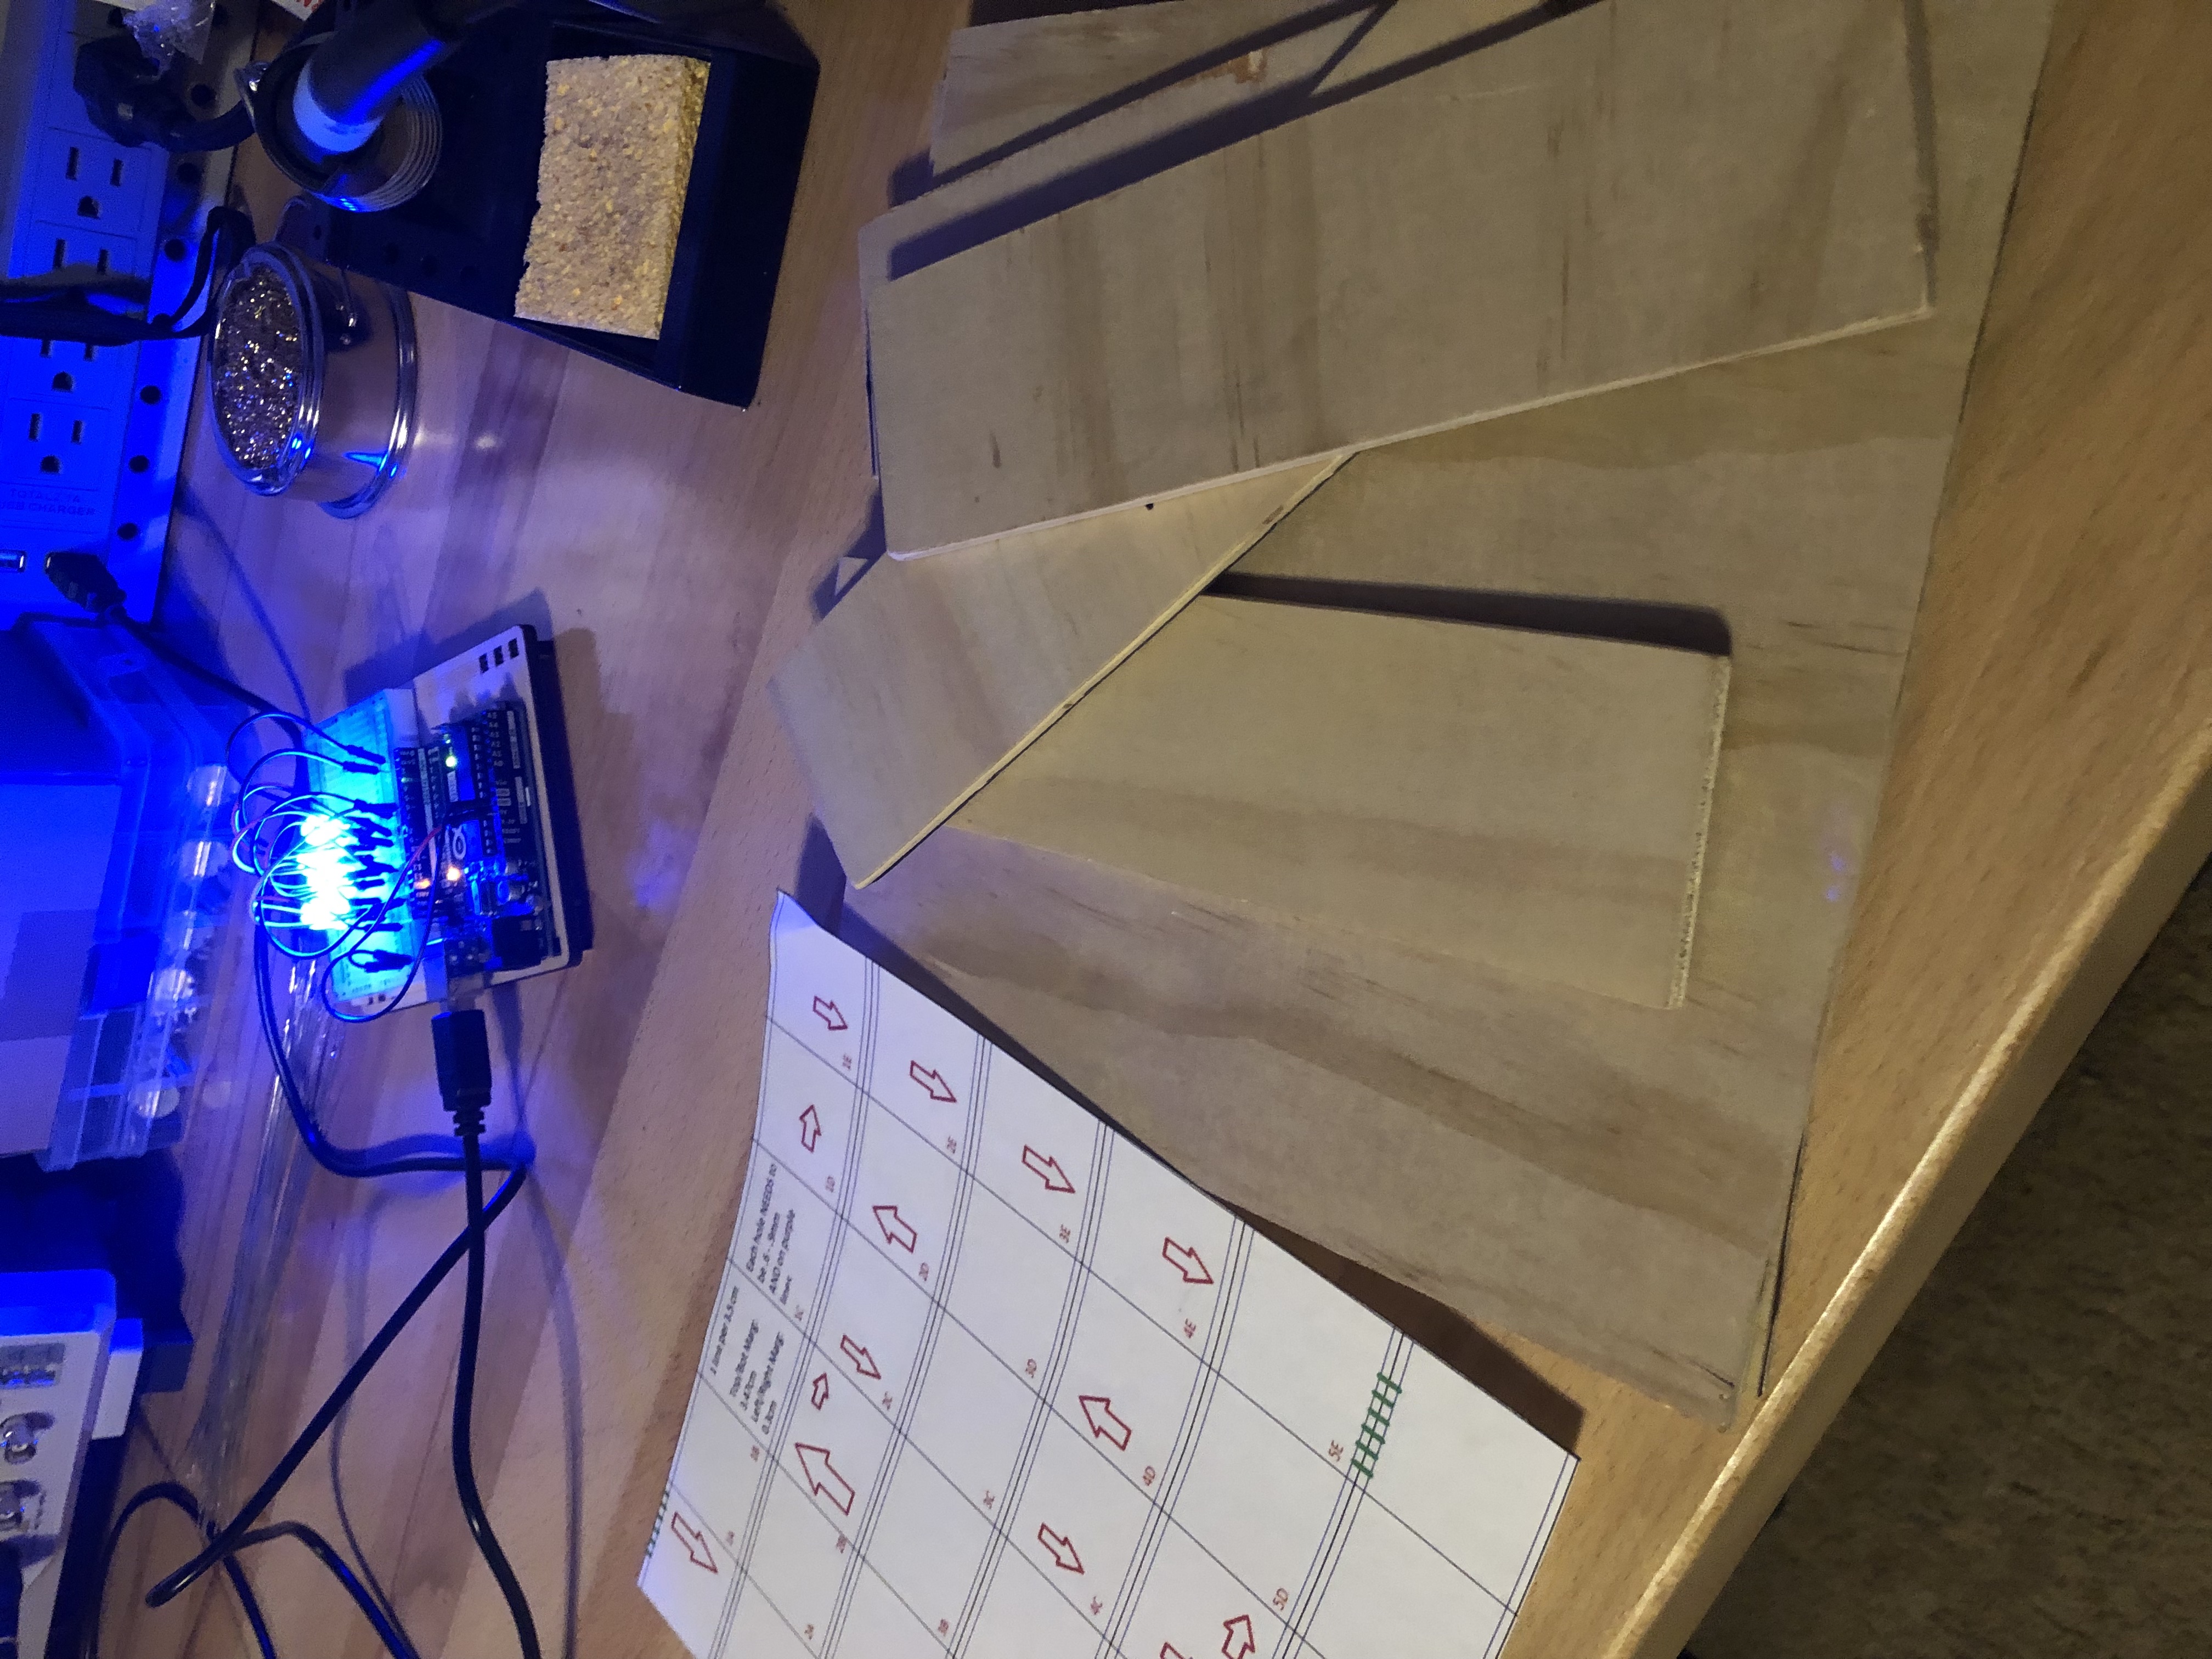 1A
1B
1 line per 3.5 cm
Top/Bot Marg:
3.47cm
Left/Right Marg:
0.3cm
Each hole NEEDS to
be .6 - .9mm
AND on purple
lines
1C
1D
1E
2A
2B
2C
2D
2E
3B
3C
3D
3E
4C
4D
4E
5D
5E